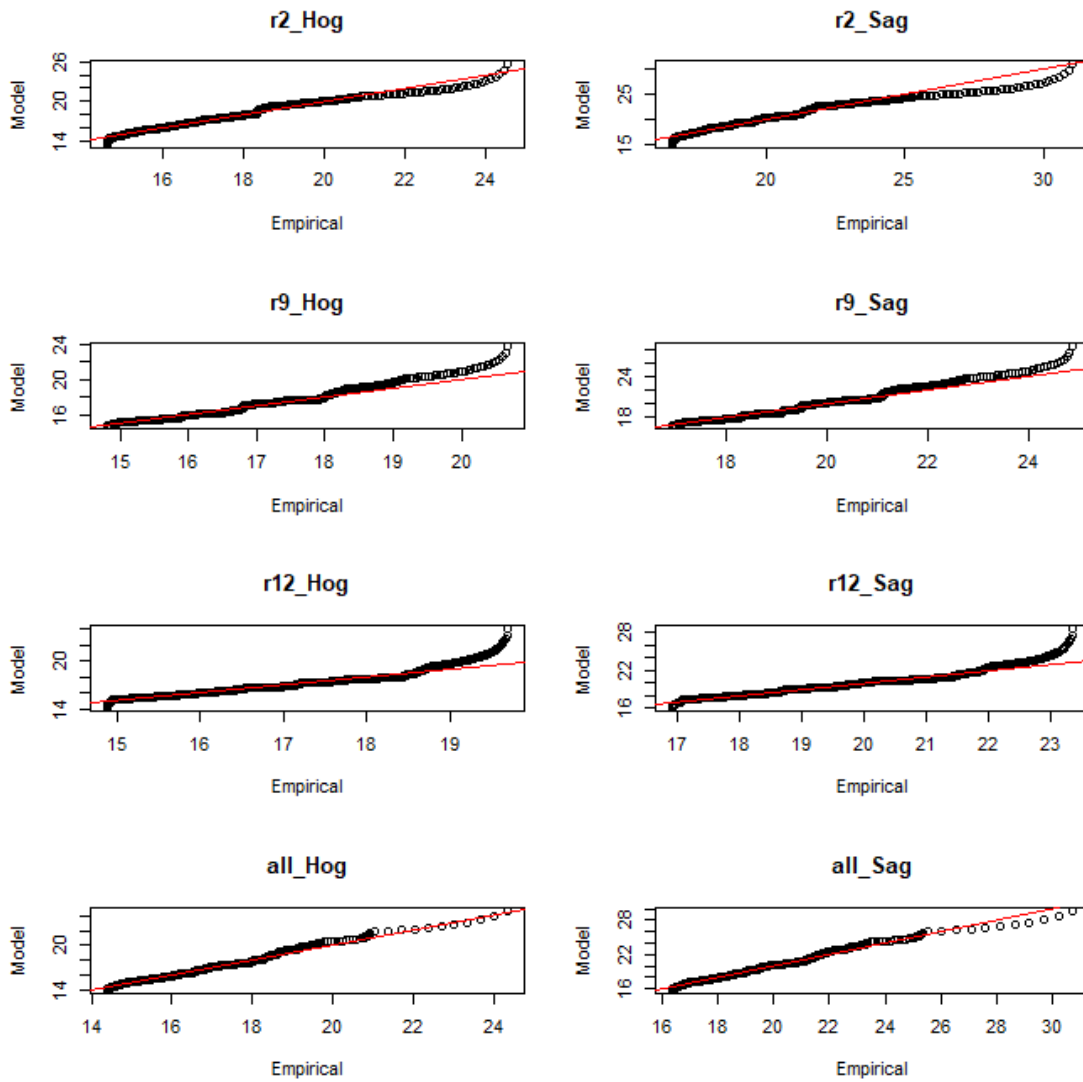 r2_Hog
Model
14 20 26
16 18 20 22 24
Empirical
r2_Sag
Model
15 25
20 25 30
Empirical
r9_Hog
Model
16 20 24
15 16 17 18 19 20
Empirical
r9_Sag
Model
18 24
18 20 22 24
Empirical
r12_Hog
Model
14 20
15 16 17 18 19
Empirical
r12_Sag
Model
16 22 28
17 18 19 20 21 22 23
Empirical
all_Hog
Model
14 20
14 16 18 20 22 24
Empirical
all_Sag
Model
16 22 28
16 18 20 22 24 26 28 30
Empirical